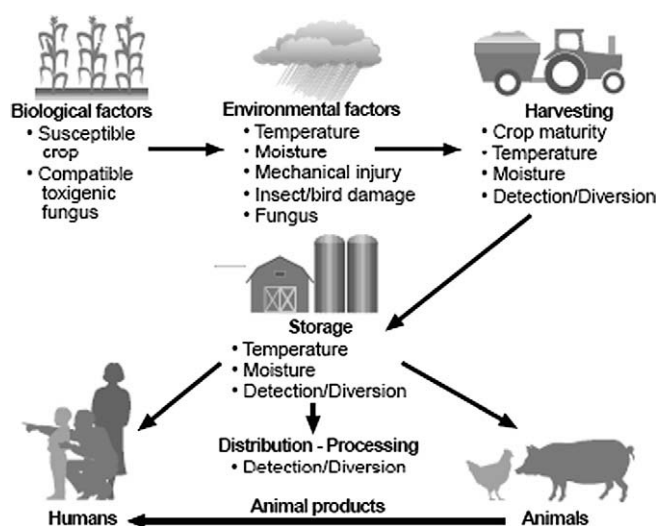 Biological factors
• Susceptible
crop
• Compatible
toxigenic
fungus
Environmental factors
• Temperature
• Moisture
• Mechanical injury
• Insect/bird damage
• Fungus
Harvesting
• Crop maturity
• Temperature
• Moisture
• Detection/Diversion
Storage
• Temperature
• Moisture
• Detection/Diversion
Distribution - Processing
• Detection/Diversion
Animal products
Humans
Animals